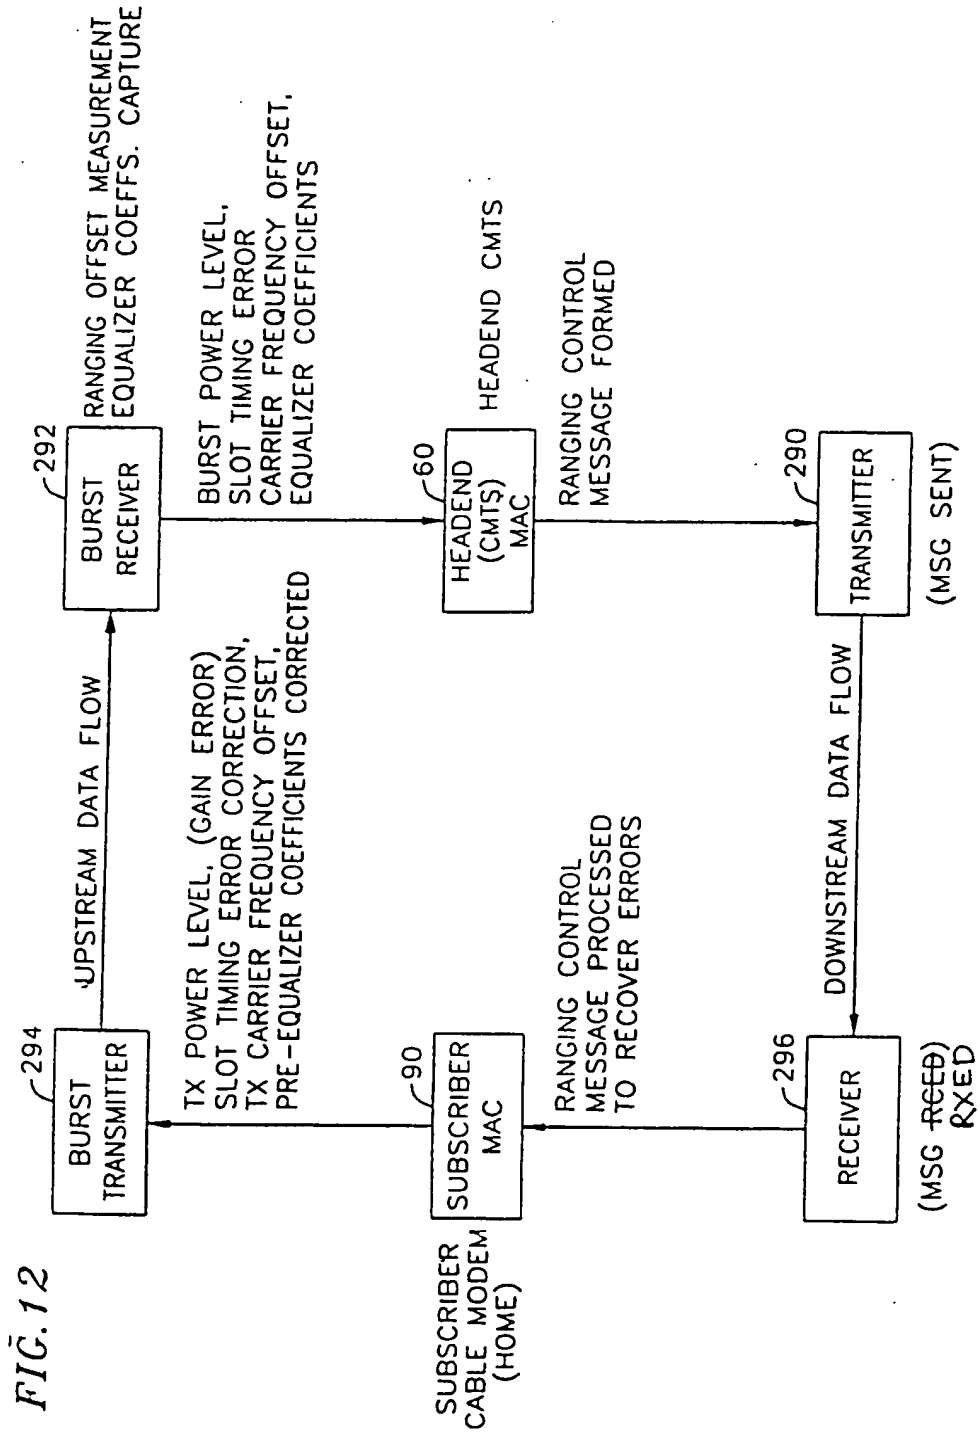 FIG. 12
294
BURST
TRANSMITTER
UPSTREAM DATA FLOW
292
BURST
RECEIVER
RANGING OFFSET MEASUREMENT
EQUALIZER COEFFS. CAPTURE
TX POWER LEVEL, (GAIN ERROR)
SLOT TIMING ERROR CORRECTION,
TX CARRIER FREQUENCY OFFSET,
PRE-EQUALIZER COEFFICIENTS CORRECTED
BURST POWER LEVEL,
SLOT TIMING ERROR
CARRIER FREQUENCY OFFSET,
EQUALIZER COEFFICIENTS
SUBSCRIBER
CABLE MODEM
(HOME)
90
SUBSCRIBER
MAC
60
HEADEND
(CMTS)
MAC
HEADEND CMTS
RANGING CONTROL
MESSAGE PROCESSED
TO RECOVER ERRORS
RANGING CONTROL
MESSAGE FORMED
296
RECEIVER
DOWNSTREAM DATA FLOW
290
TRANSMITTER
(MSG RCED)
RXED
(MSG SENT)